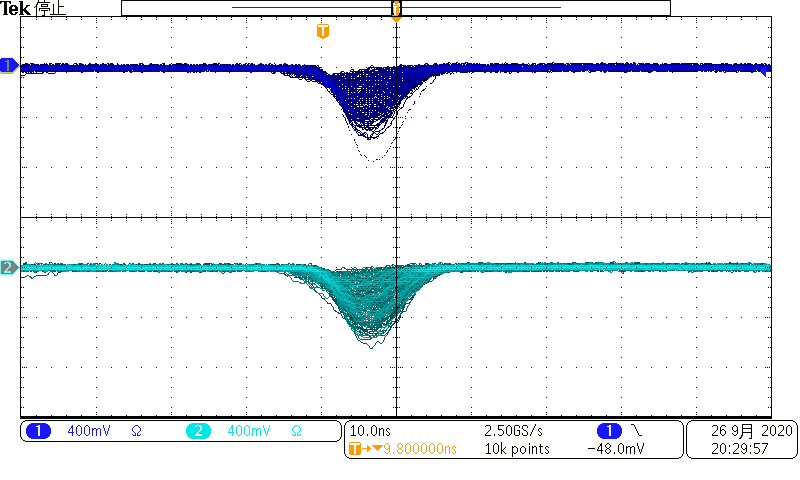 Tek 停止
T
T
1
2
1 400mV Ω 2 400mV Ω
10.0ns 2.50GS/s 1
T→▼9.800000ns 10k points −48.0mV
26 9月 2020
20:29:57